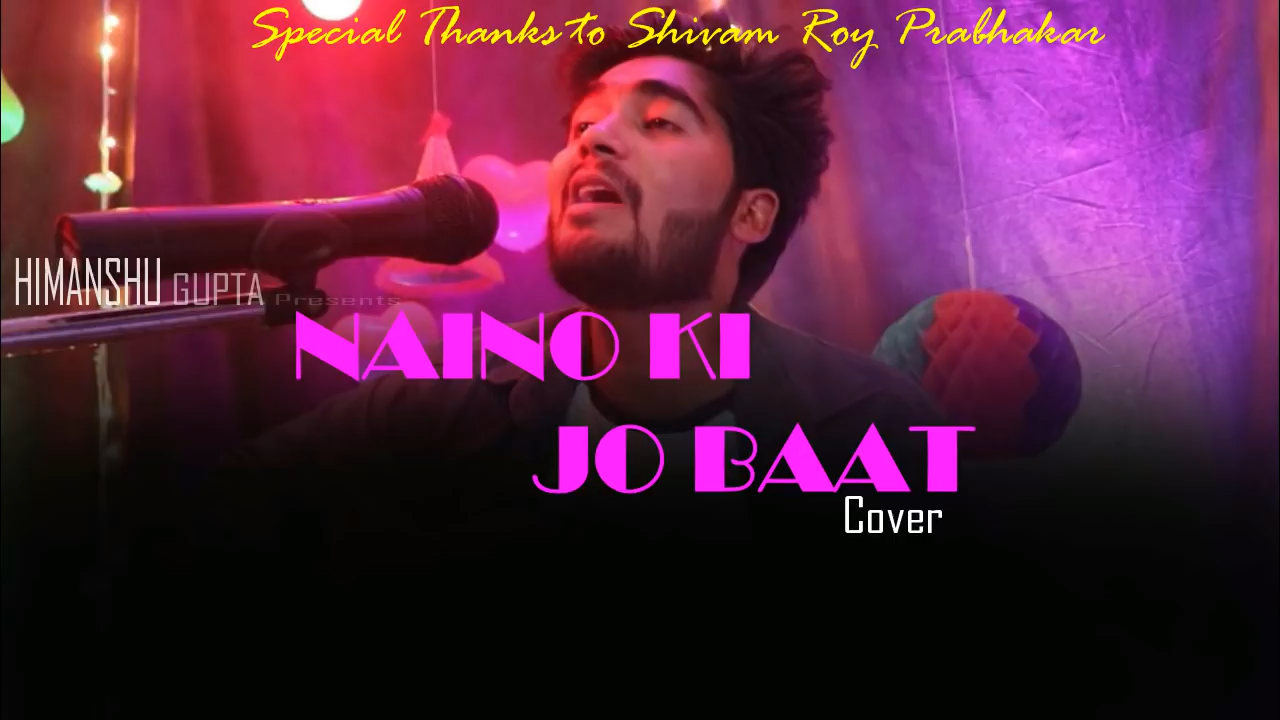 Special Thanks to Shivam Roy Prabhakar
HIMANSHU GUPTA Presents
NAINO KI
JO BAAT
Cover